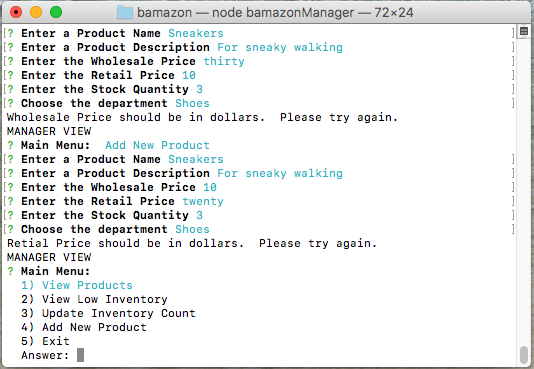 bamazon — node bamazonManager — 72×24
[? Enter a Product Name Sneakers ]
[? Enter a Product Description For sneaky walking ]
[? Enter the Wholesale Price thirty ]
[? Enter the Retail Price 10 ]
[? Enter the Stock Quantity 3 ]
[? Choose the department Shoes ]
Wholesale Price should be in dollars.  Please try again.
MANAGER VIEW
? Main Menu:  Add New Product
[? Enter a Product Name Sneakers ]
[? Enter a Product Description For sneaky walking ]
[? Enter the Wholesale Price 10 ]
[? Enter the Retail Price twenty ]
[? Enter the Stock Quantity 3 ]
[? Choose the department Shoes ]
Retial Price should be in dollars.  Please try again.
MANAGER VIEW
? Main Menu:
1) View Products
2) View Low Inventory
3) Update Inventory Count
4) Add New Product
5) Exit
Answer: